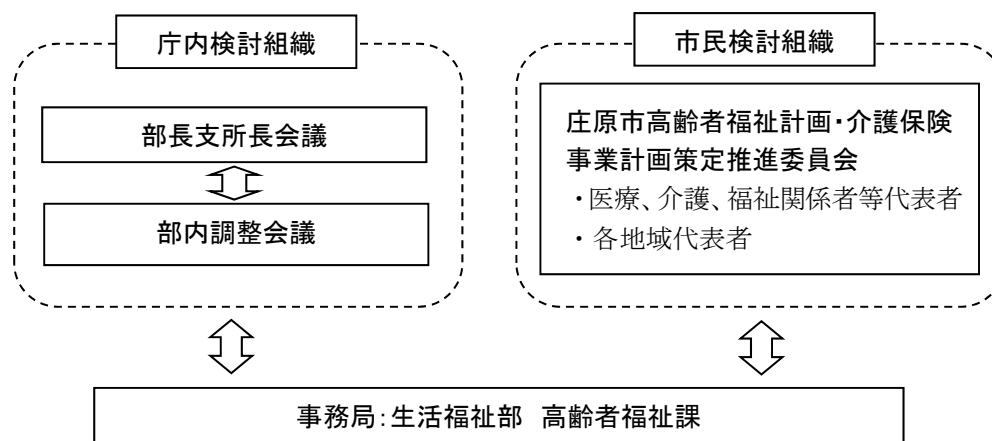 庁内検討組織
部長支所長会議
部内調整会議
市民検討組織
庄原市高齢者福祉計画・介護保険
事業計画策定推進委員会
・医療、介護、福祉関係者等代表者
・各地域代表者
事務局：生活福祉部　高齢者福祉課